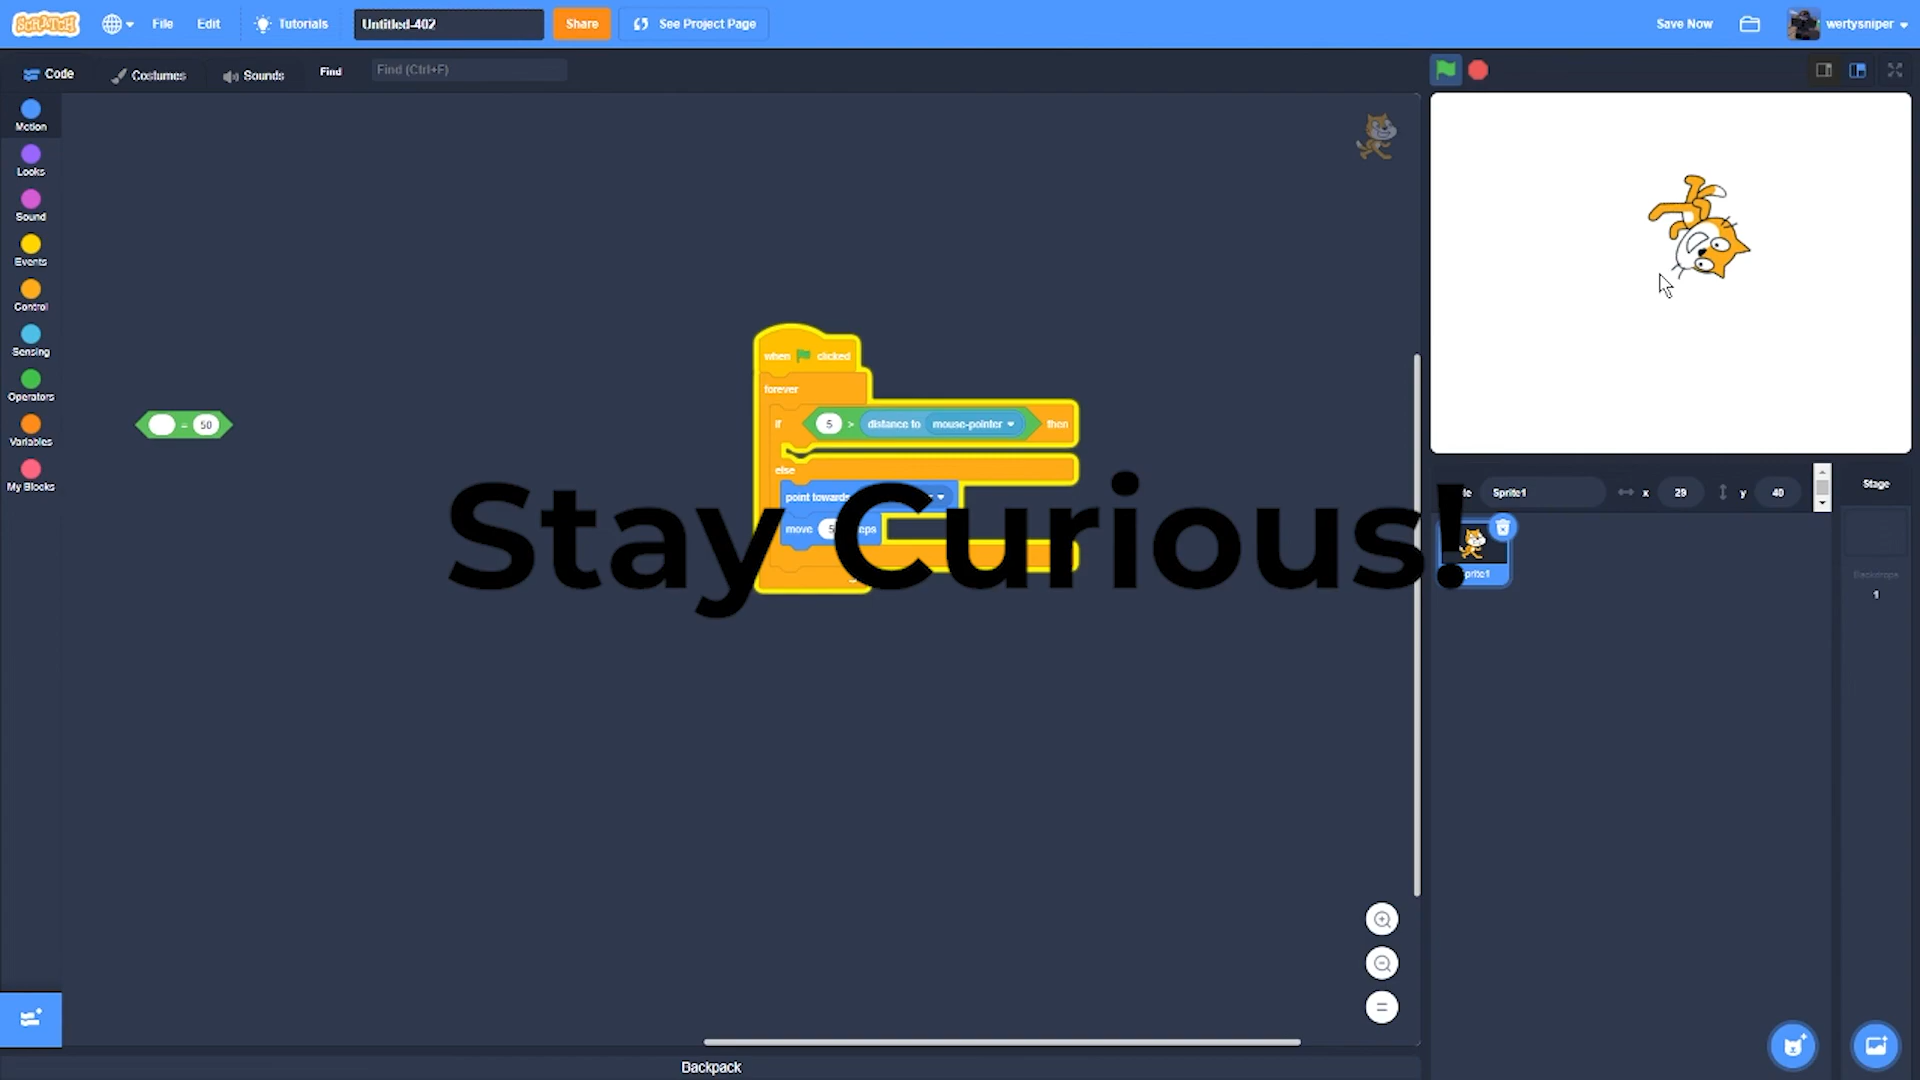 SCRATCH
File
Edit
Tutorials
Untitled-402
Share
See Project Page
Save Now
wertysniper
Code
Costumes
Sounds
Find
Find (Ctrl+F)
Motion
Looks
Sound
Events
Control
Sensing
Operators
Variables
My Blocks
= 50
when clicked
forever
if 5 > distance to mouse-pointer then
else
point towards
move 5
Stay Curious!
Sprite1
x 29
y 40
Stage
Backdrops
1
Backpack